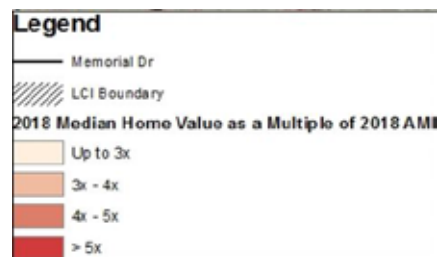 Legend
Memorial Dr
LCI Boundary
2018 Median Home Value as a Multiple of 2018 AMI
Up to 3x
3x - 4x
4x - 5x
> 5x